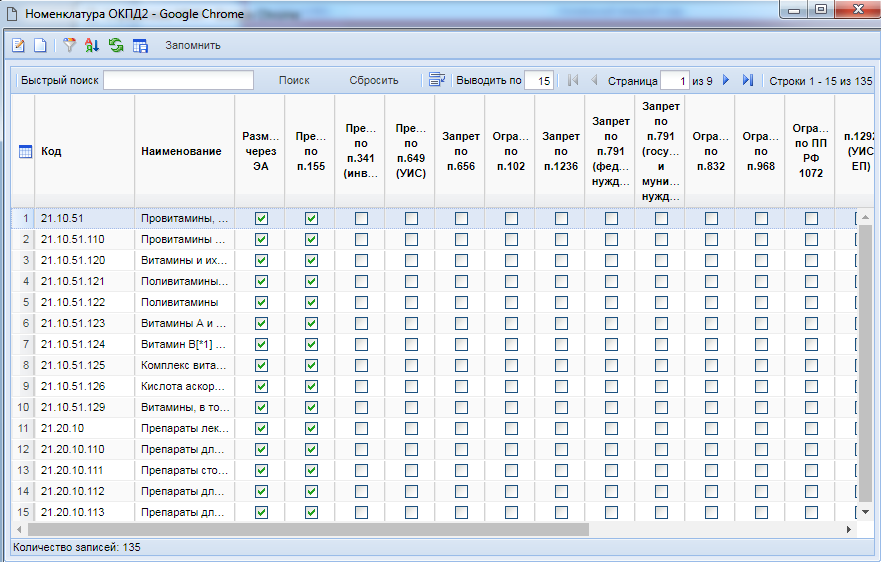 Номенклатура ОКПД2 - Google Chrome
Запомнить
Быстрый поиск Поиск Сбросить Выводить по 15 Страница 1 из 9 Строки 1 - 15 из 135
Код Наименование Разм... через ЭА Пре... по п.155 Пре... по п.341 (инв... Пре... по п.649 (УИС) Запрет по п.656 Огра... по п.102 Запрет по п.1236 Запрет по п.791 (фед... нужд... Запрет по п.791 (госу... и муни... нужд... Огра... по п.832 Огра... по п.968 Огра... по ПП РФ 1072 п.1292 (УИС ЕП)
1 21.10.51 Провитамины, ...
2 21.10.51.110 Провитамины ...
3 21.10.51.120 Витамины и их...
4 21.10.51.121 Поливитамины...
5 21.10.51.122 Поливитамины
6 21.10.51.123 Витамины А и ...
7 21.10.51.124 Витамин В[*1] ...
8 21.10.51.125 Комплекс вита...
9 21.10.51.126 Кислота аскор...
10 21.10.51.129 Витамины, в то...
11 21.20.10 Препараты лек...
12 21.20.10.110 Препараты дл...
13 21.20.10.111 Препараты сто...
14 21.20.10.112 Препараты дл...
15 21.20.10.113 Препараты дл...
Количество записей: 135